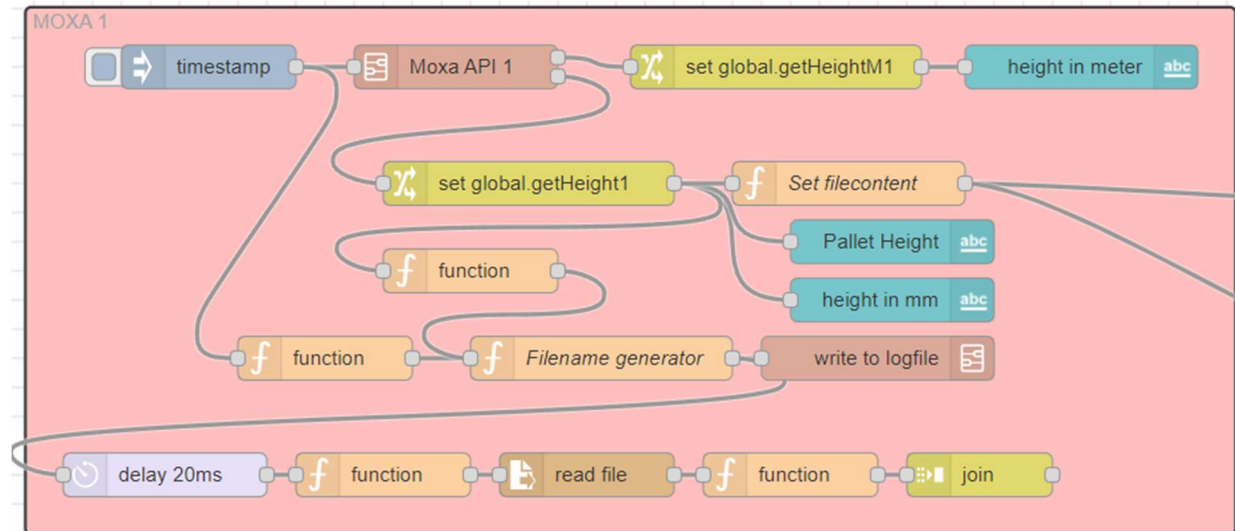 MOXA 1
timestamp
Moxa API 1
set global.getHeightM1
height in meter
abc
set global.getHeight1
Set filecontent
Pallet Height
abc
function
height in mm
abc
function
Filename generator
write to logfile
delay 20ms
function
read file
function
join